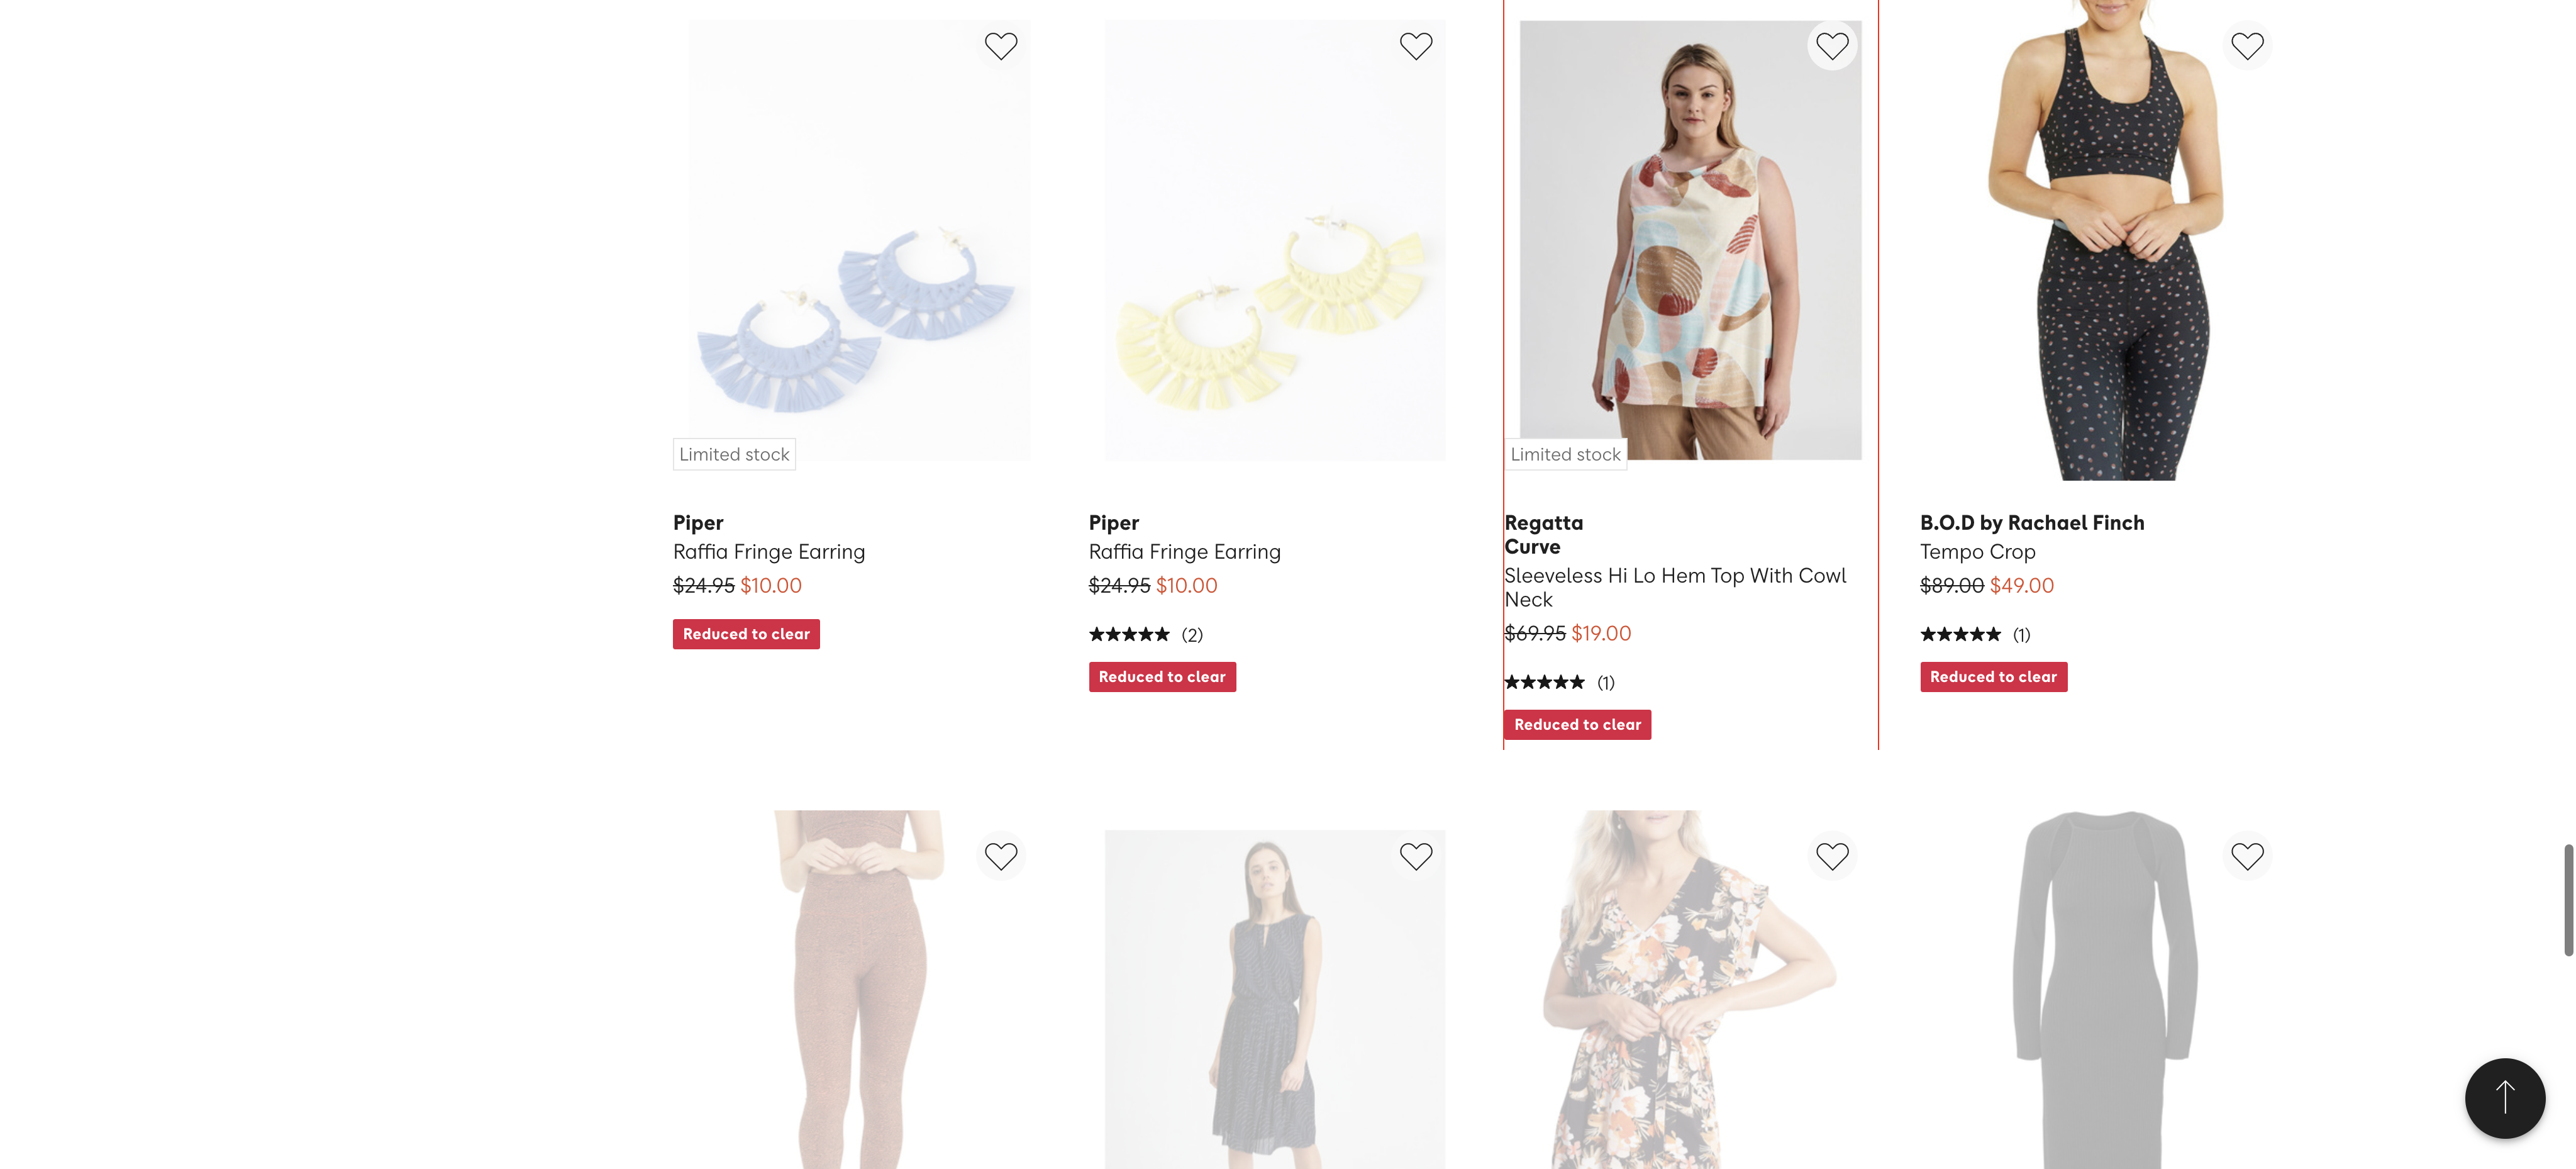 Limited stock
Piper
Raffia Fringe Earring
$24.95 $10.00
Reduced to clear
Piper
Raffia Fringe Earring
$24.95 $10.00
(2)
Reduced to clear
Limited stock
Regatta
Curve
Sleeveless Hi Lo Hem Top With Cowl
Neck
$69.95 $19.00
(1)
Reduced to clear
B.O.D by Rachael Finch
Tempo Crop
$89.00 $49.00
(1)
Reduced to clear